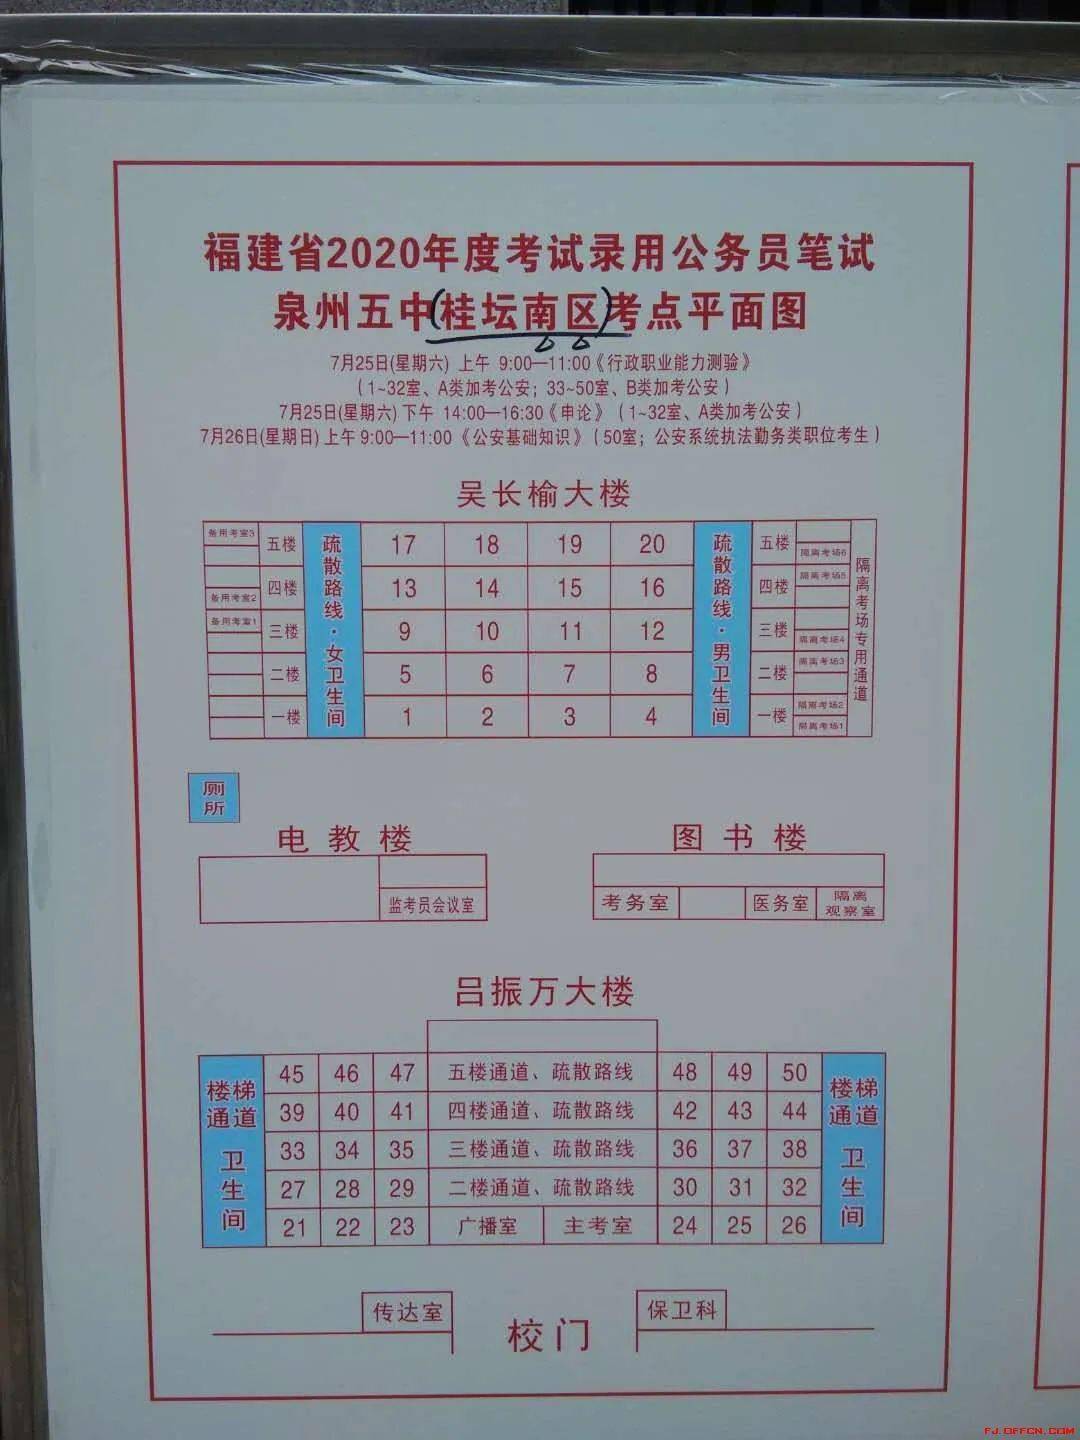 福建省2020年度考试录用公务员笔试
泉州五中(桂坛南区)考点平面图
7月25日(星期六) 上午 9:00—11:00《行政职业能力测验》
（1~32室、A类加考公安；33~50室、B类加考公安）
7月25日(星期六) 下午 14:00—16:30《申论》（1~32室、A类加考公安）
7月26日(星期日) 上午 9:00—11:00 《公安基础知识》（50室；公安系统执法勤务类职位考生）
吴长榆大楼
备用考室3 五楼 17 18 19 20 五楼 隔离考场6
备用考室2 四楼 13 14 15 16 四楼 隔离考场5
备用考室1 三楼 9 10 11 12 三楼 隔离考场4
二楼 5 6 7 8 二楼 隔离考场3
一楼 1 2 3 4 一楼 隔离考场2
隔离考场1
疏散路线·女卫生间
疏散路线·男卫生间
隔离考场专用通道
厕所
电教楼
监考员会议室
图书楼
考务室 医务室 隔离观察室
吕振万大楼
45 46 47 五楼通道、疏散路线 48 49 50
39 40 41 四楼通道、疏散路线 42 43 44
33 34 35 三楼通道、疏散路线 36 37 38
27 28 29 二楼通道、疏散路线 30 31 32
21 22 23 广播室 主考室 24 25 26
楼梯通道 卫生间
楼梯通道 卫生间
传达室 校门 保卫科
FJ.OFFCN.COM